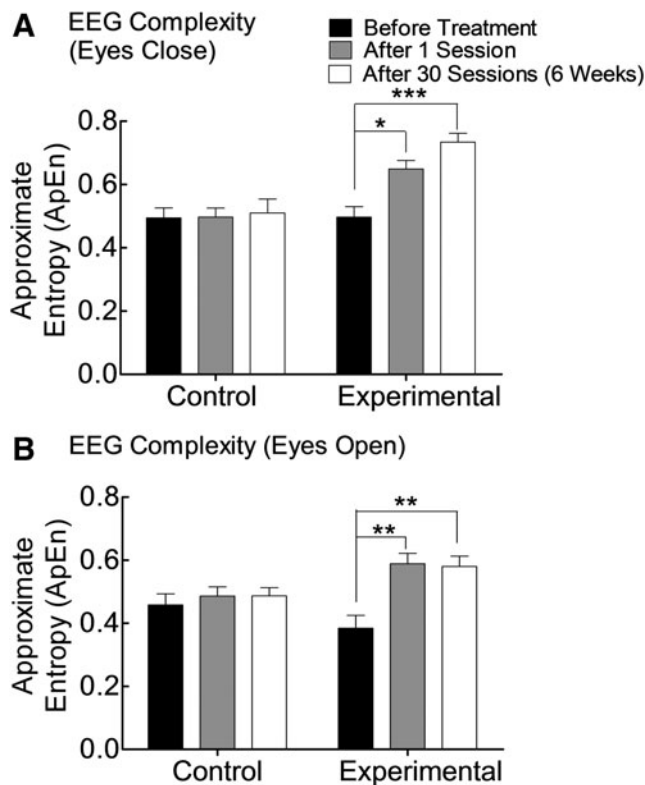 A EEG Complexity
(Eyes Close)
Before Treatment
After 1 Session
After 30 Sessions (6 Weeks)
Approximate
Entropy (ApEn)
0.8
0.6
0.4
0.2
0.0
***
*
Control Experimental
B EEG Complexity (Eyes Open)
Approximate
Entropy (ApEn)
0.8
0.6
0.4
0.2
0.0
**
**
Control Experimental